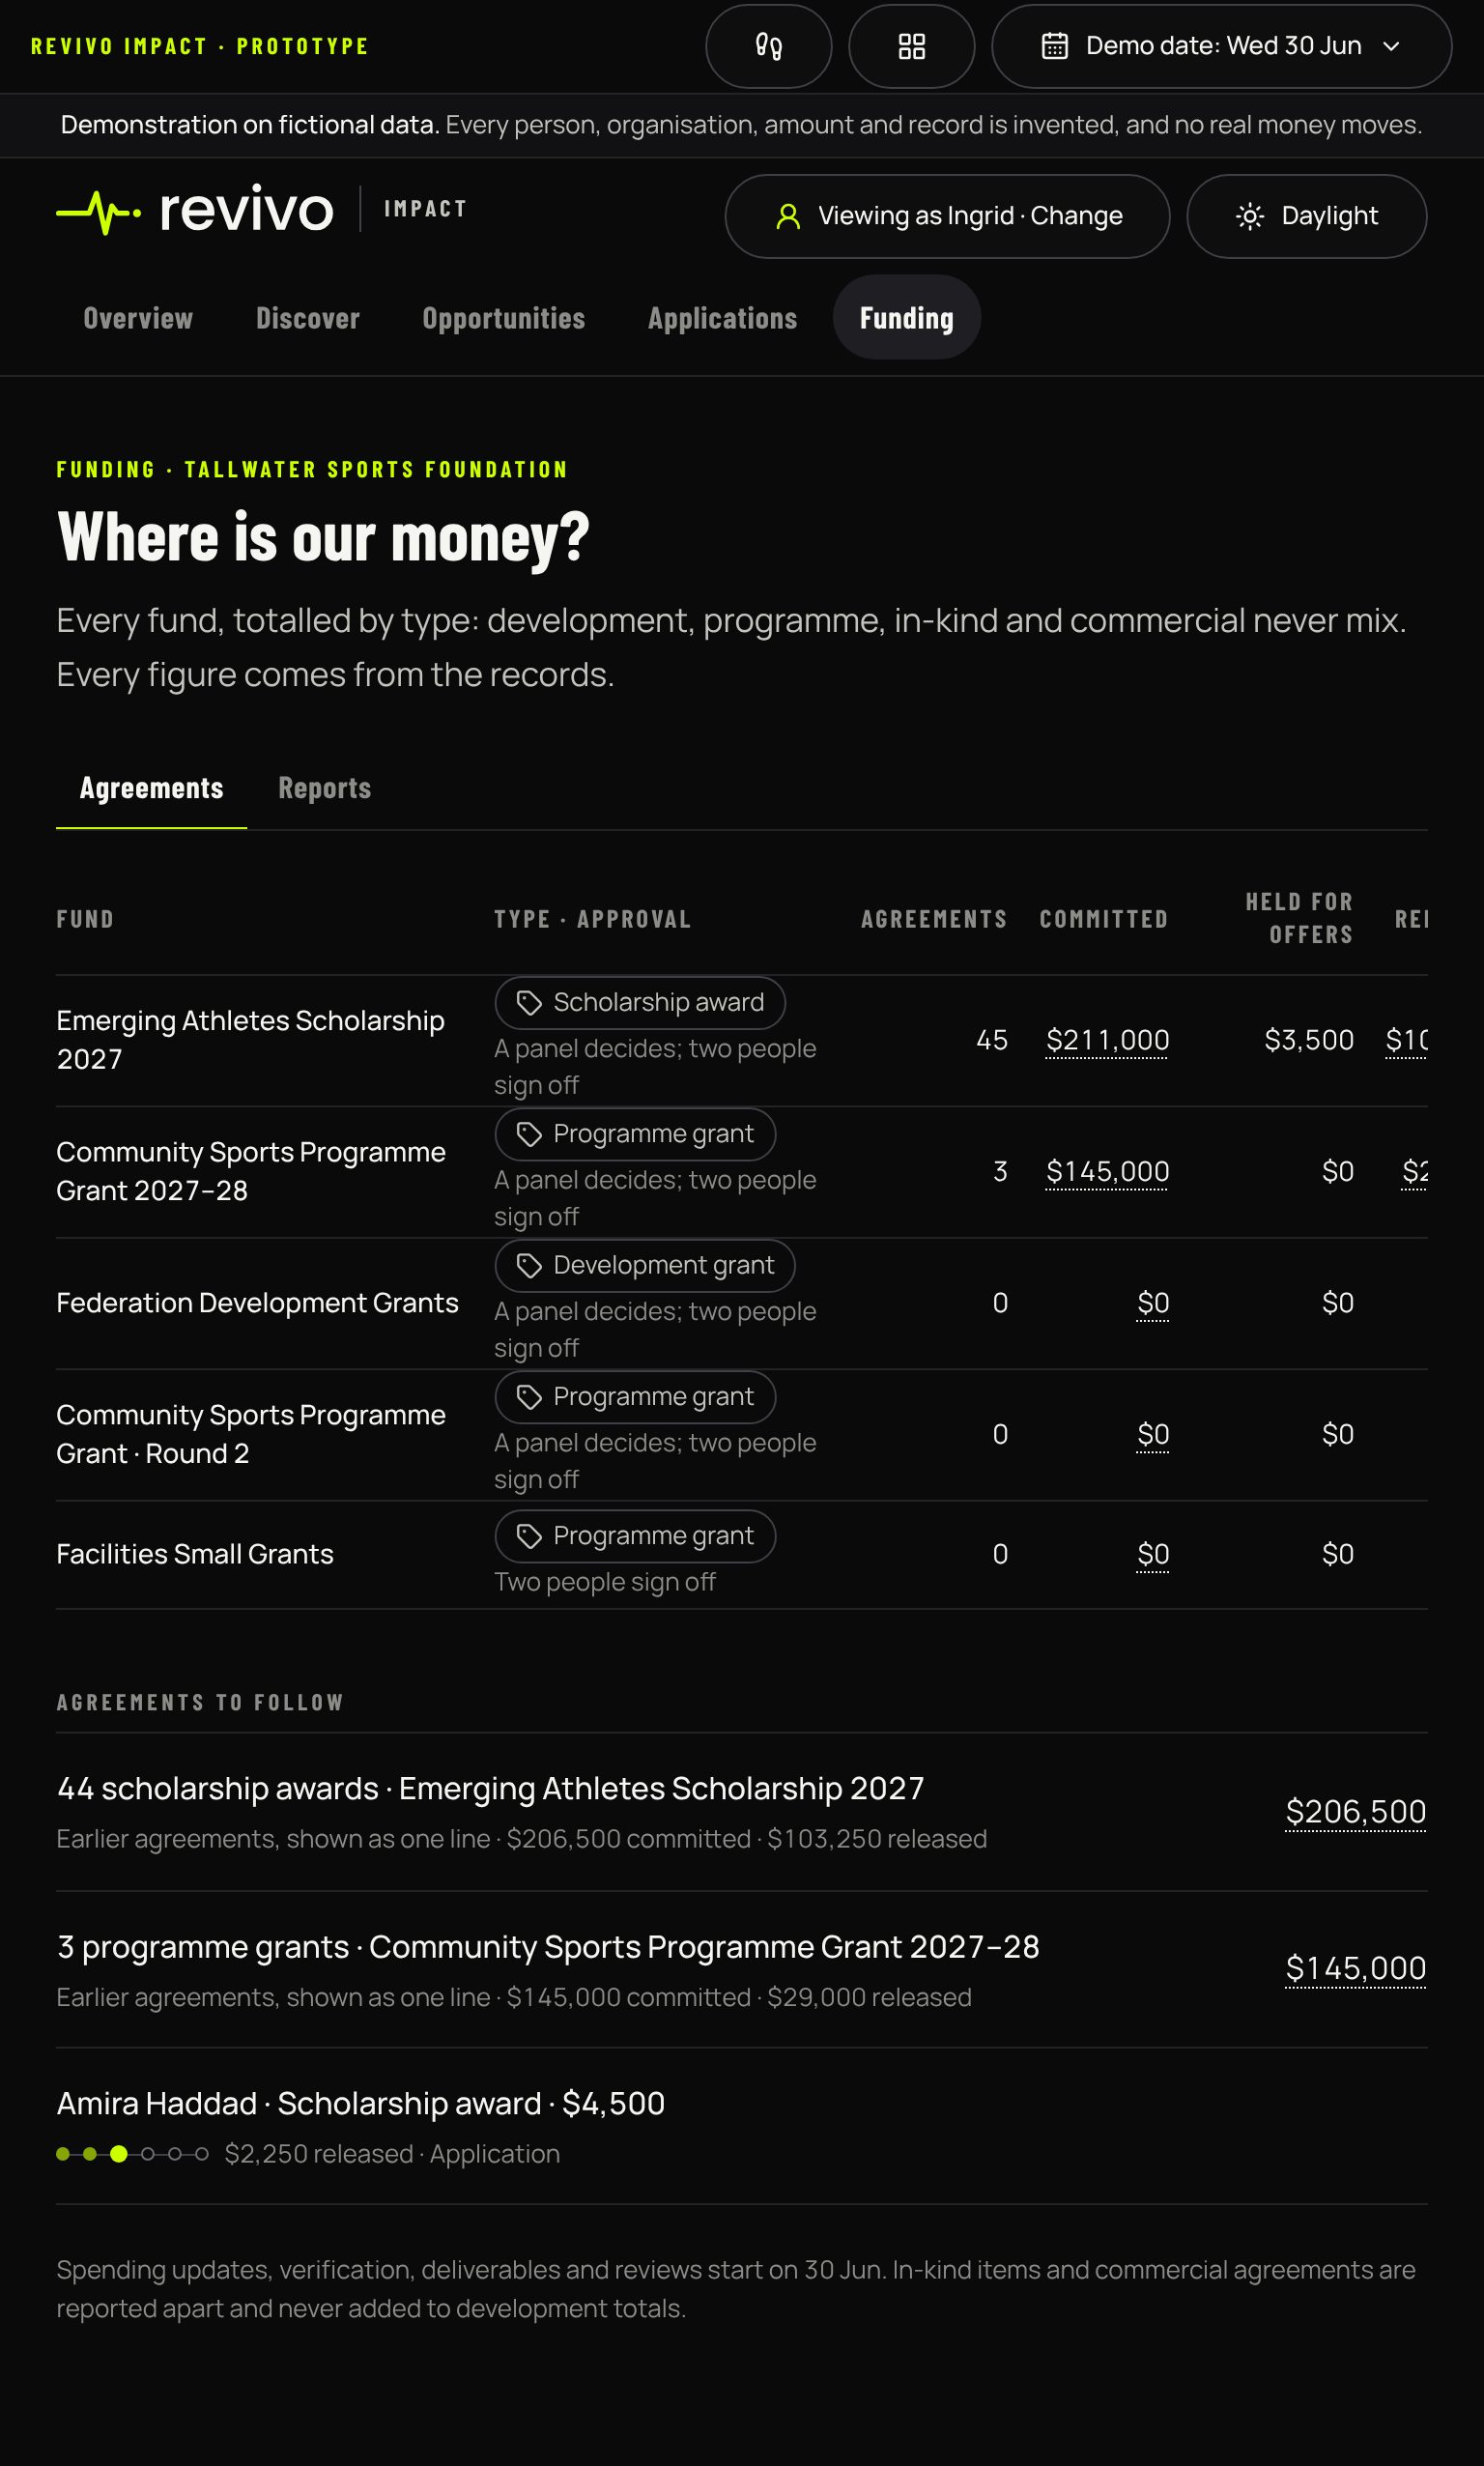 REVIVO IMPACT · PROTOTYPE
Demo date: Wed 30 Jun
Demonstration on fictional data. Every person, organisation, amount and record is invented, and no real money moves.
revivo IMPACT
Viewing as Ingrid · Change
Daylight
Overview Discover Opportunities Applications Funding
FUNDING · TALLWATER SPORTS FOUNDATION
Where is our money?
Every fund, totalled by type: development, programme, in-kind and commercial never mix.
Every figure comes from the records.
Agreements Reports
FUND TYPE · APPROVAL AGREEMENTS COMMITTED HELD FOR OFFERS
Emerging Athletes Scholarship 2027
Scholarship award
A panel decides; two people sign off
45 $211,000 $3,500
Community Sports Programme Grant 2027–28
Programme grant
A panel decides; two people sign off
3 $145,000 $0
Federation Development Grants
Development grant
A panel decides; two people sign off
0 $0 $0
Community Sports Programme Grant · Round 2
Programme grant
A panel decides; two people sign off
0 $0 $0
Facilities Small Grants
Programme grant
Two people sign off
0 $0 $0
AGREEMENTS TO FOLLOW
44 scholarship awards · Emerging Athletes Scholarship 2027
Earlier agreements, shown as one line · $206,500 committed · $103,250 released
$206,500
3 programme grants · Community Sports Programme Grant 2027–28
Earlier agreements, shown as one line · $145,000 committed · $29,000 released
$145,000
Amira Haddad · Scholarship award · $4,500
$2,250 released · Application
Spending updates, verification, deliverables and reviews start on 30 Jun. In-kind items and commercial agreements are
reported apart and never added to development totals.